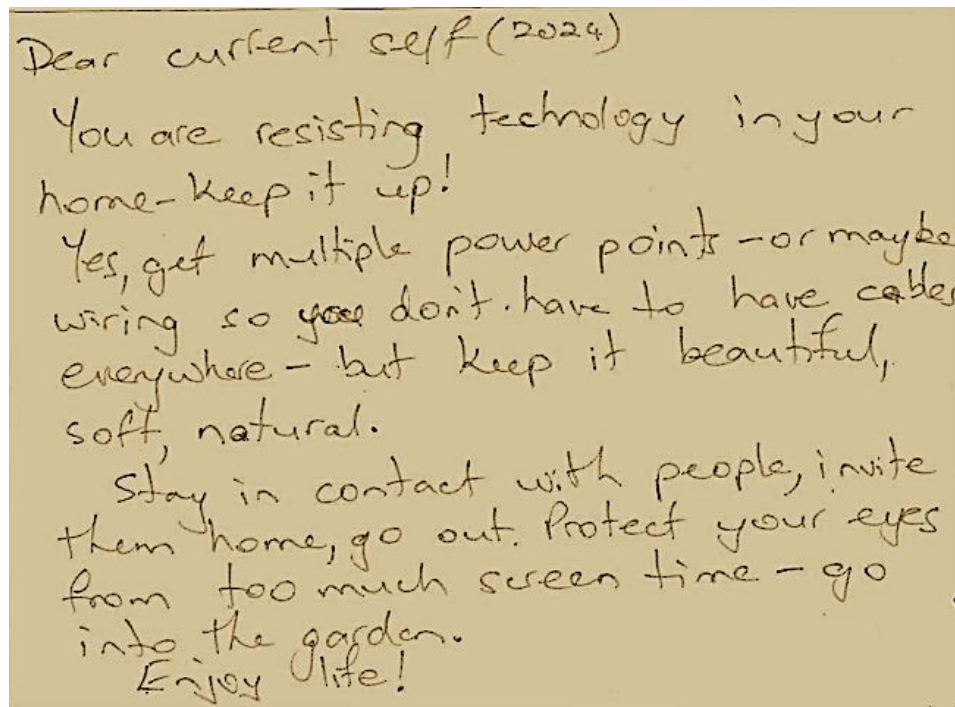 Dear current self (2024)
You are resisting technology in your
home - keep it up!
Yes, get multiple power points - or maybe
wiring so you don't have to have cables
everywhere - but keep it beautiful,
soft, natural.
Stay in contact with people, invite
them home, go out. Protect your eyes
from too much screen time - go
into the garden.
Enjoy life!